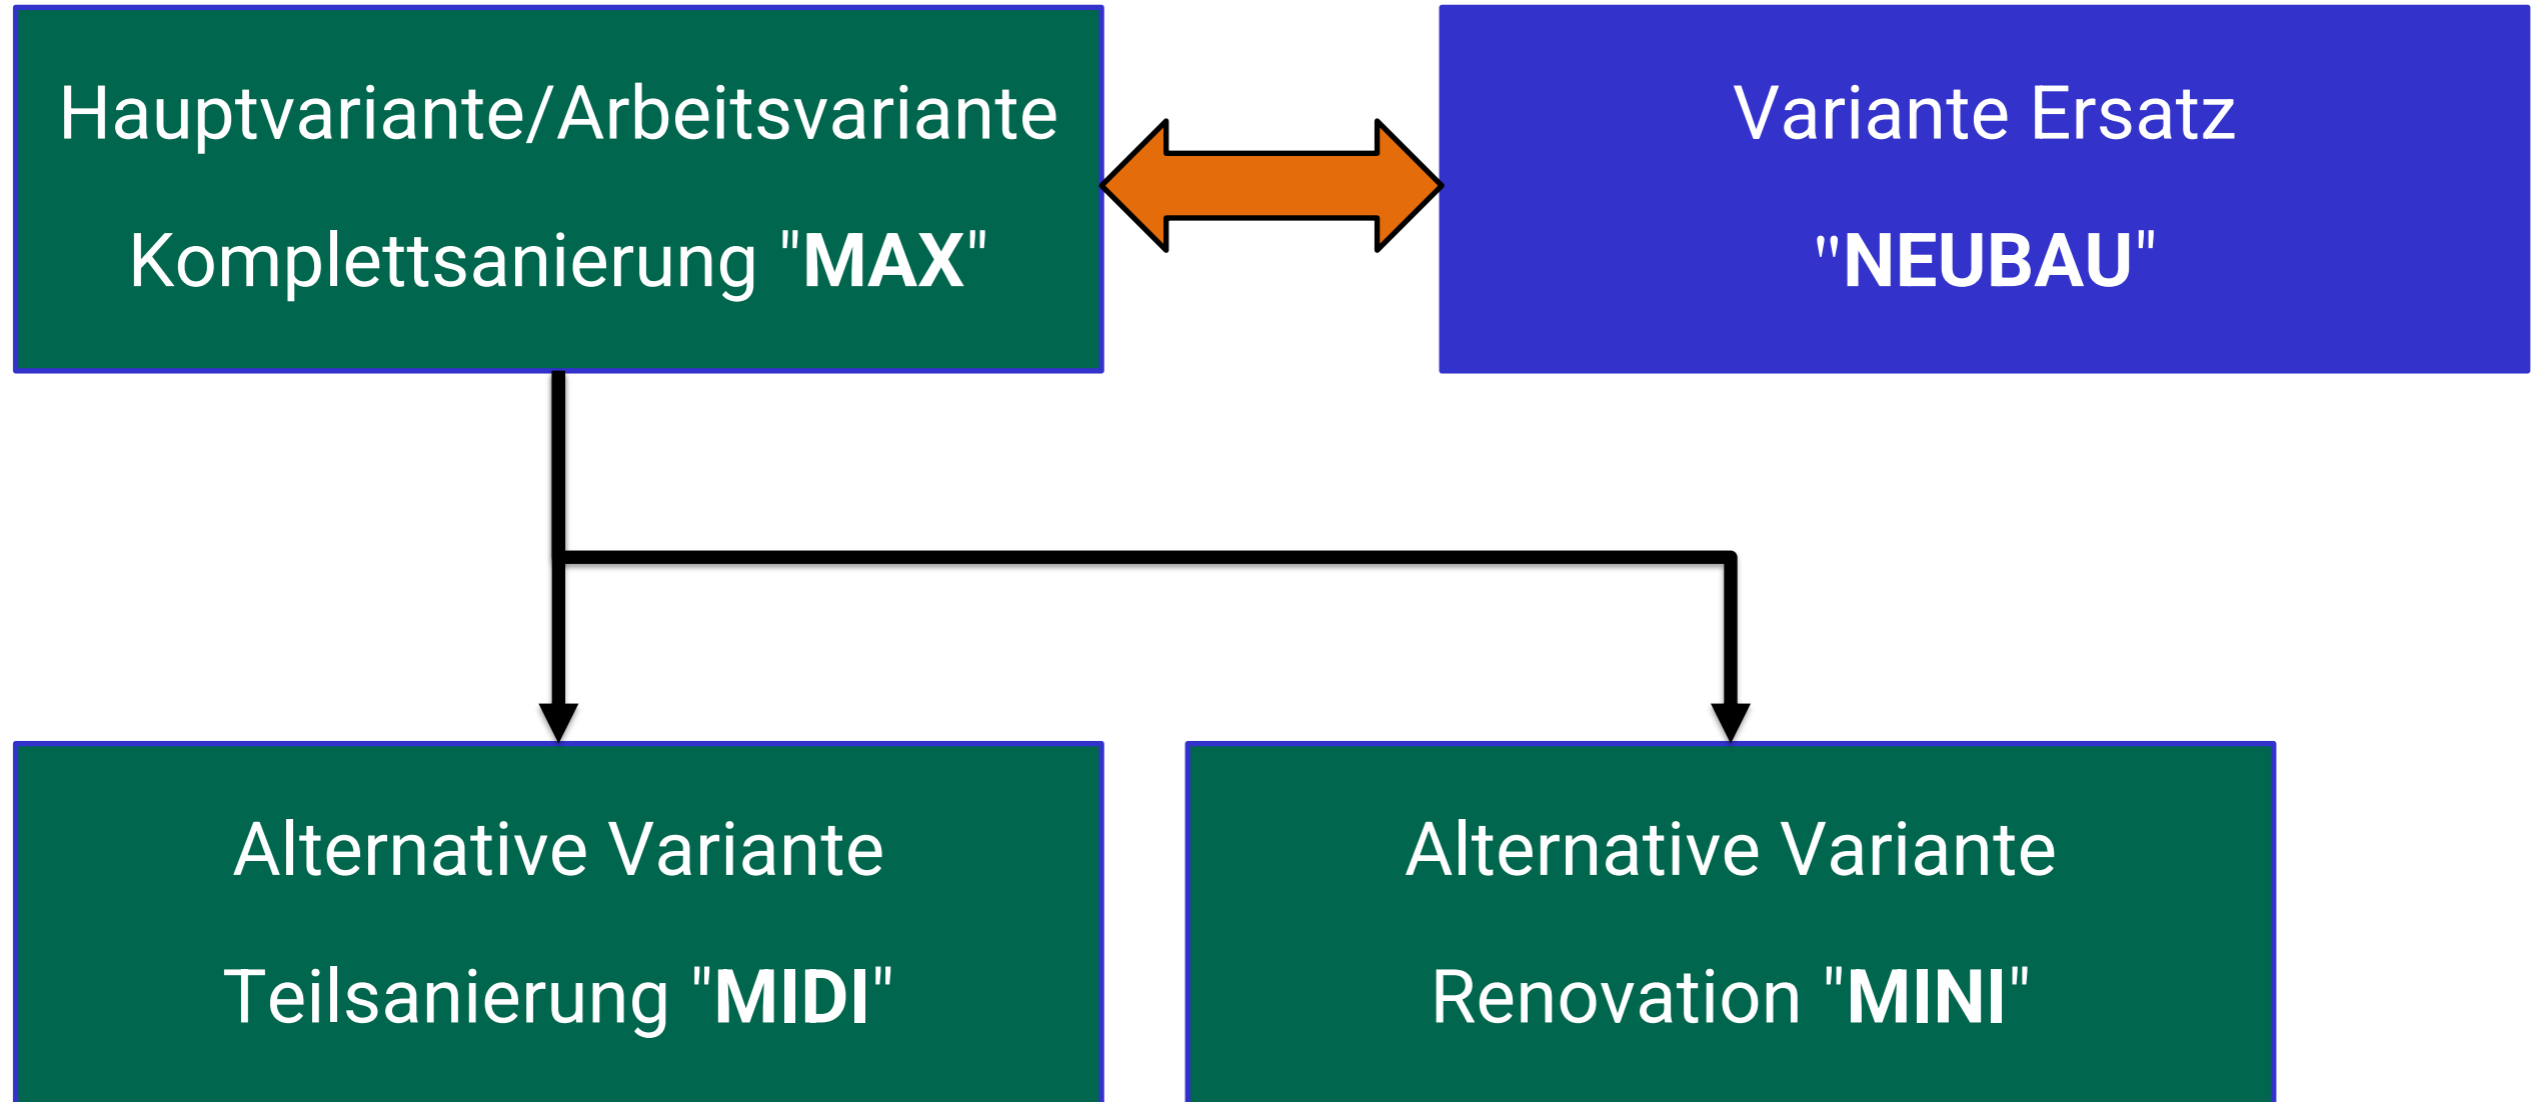 Hauptvariante/Arbeitsvariante
Komplettsanierung "MAX"
Variante Ersatz
"NEUBAU"
Alternative Variante
Teilsanierung "MIDI"
Alternative Variante
Renovation "MINI"